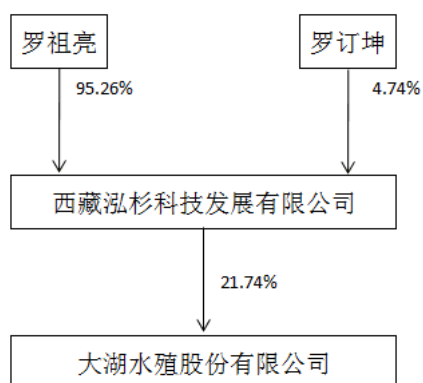 罗祖亮
罗订坤
95.26%
4.74%
西藏泓杉科技发展有限公司
21.74%
大湖水殖股份有限公司